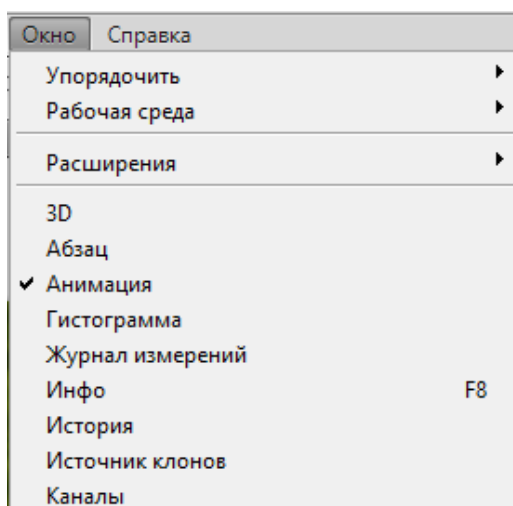 Окно Справка
Упорядочить
Рабочая среда
Расширения
3D
Абзац
Анимация
Гистограмма
Журнал измерений
Инфо F8
История
Источник клонов
Каналы